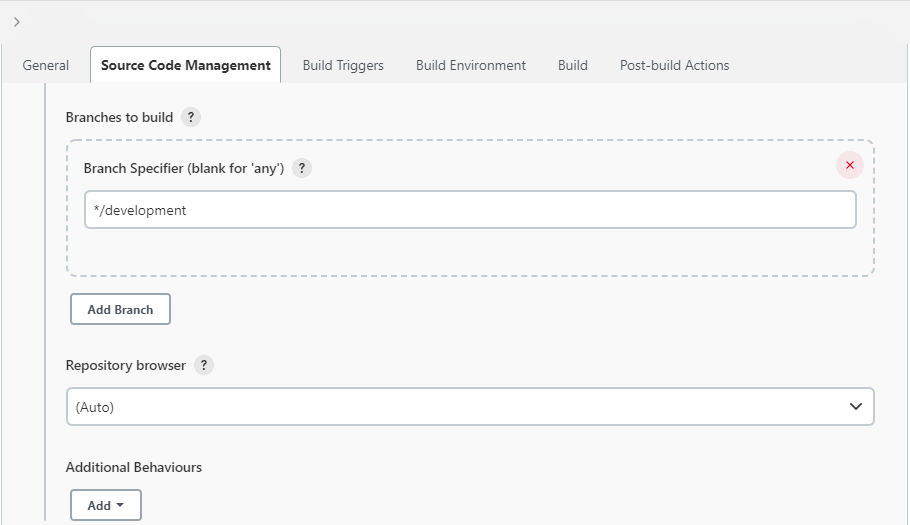 General Source Code Management Build Triggers Build Environment Build Post-build Actions
Branches to build ?
Branch Specifier (blank for 'any') ?
*/development
Add Branch
Repository browser ?
(Auto)
Additional Behaviours
Add